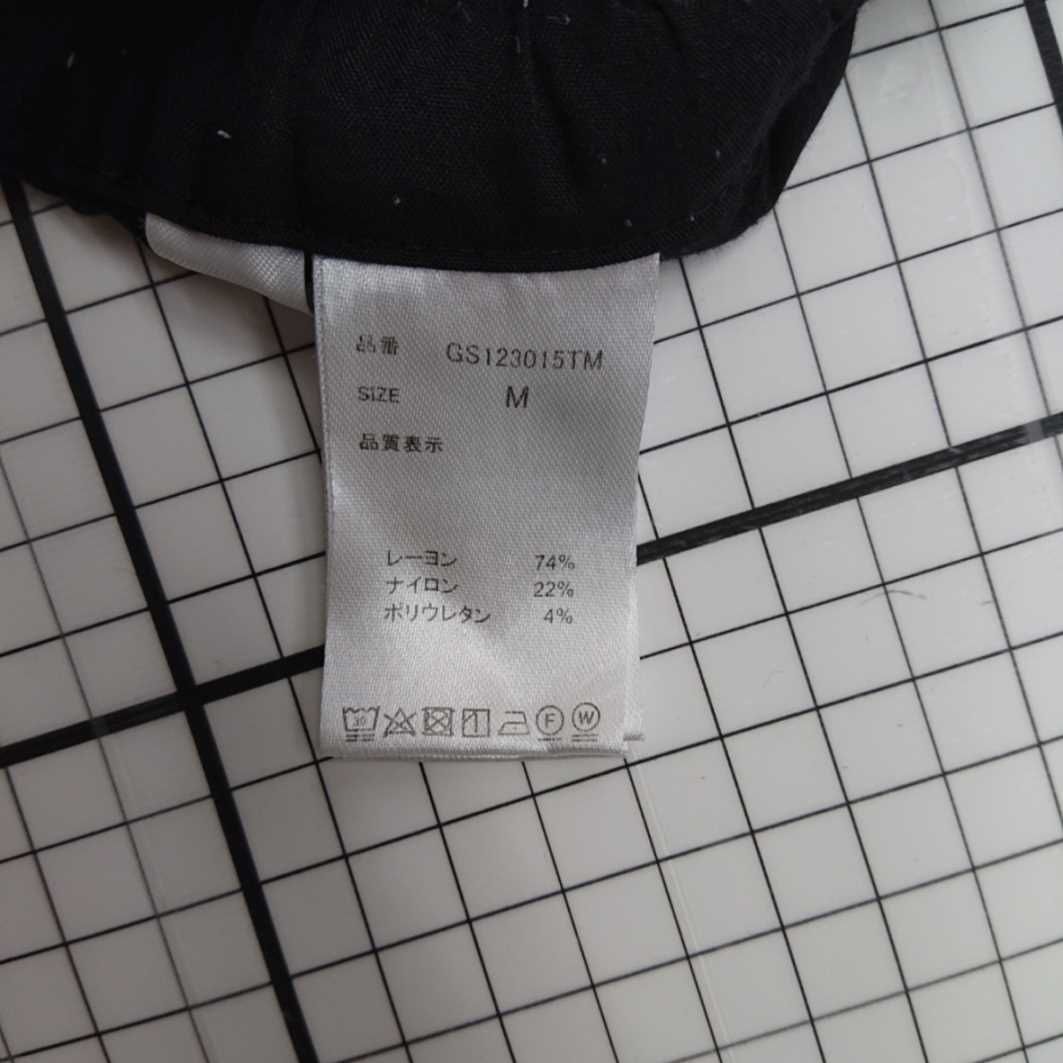 品番 GS123015TM
SIZE M
品質表示
レーヨン 74%
ナイロン 22%
ポリウレタン 4%
30 F W